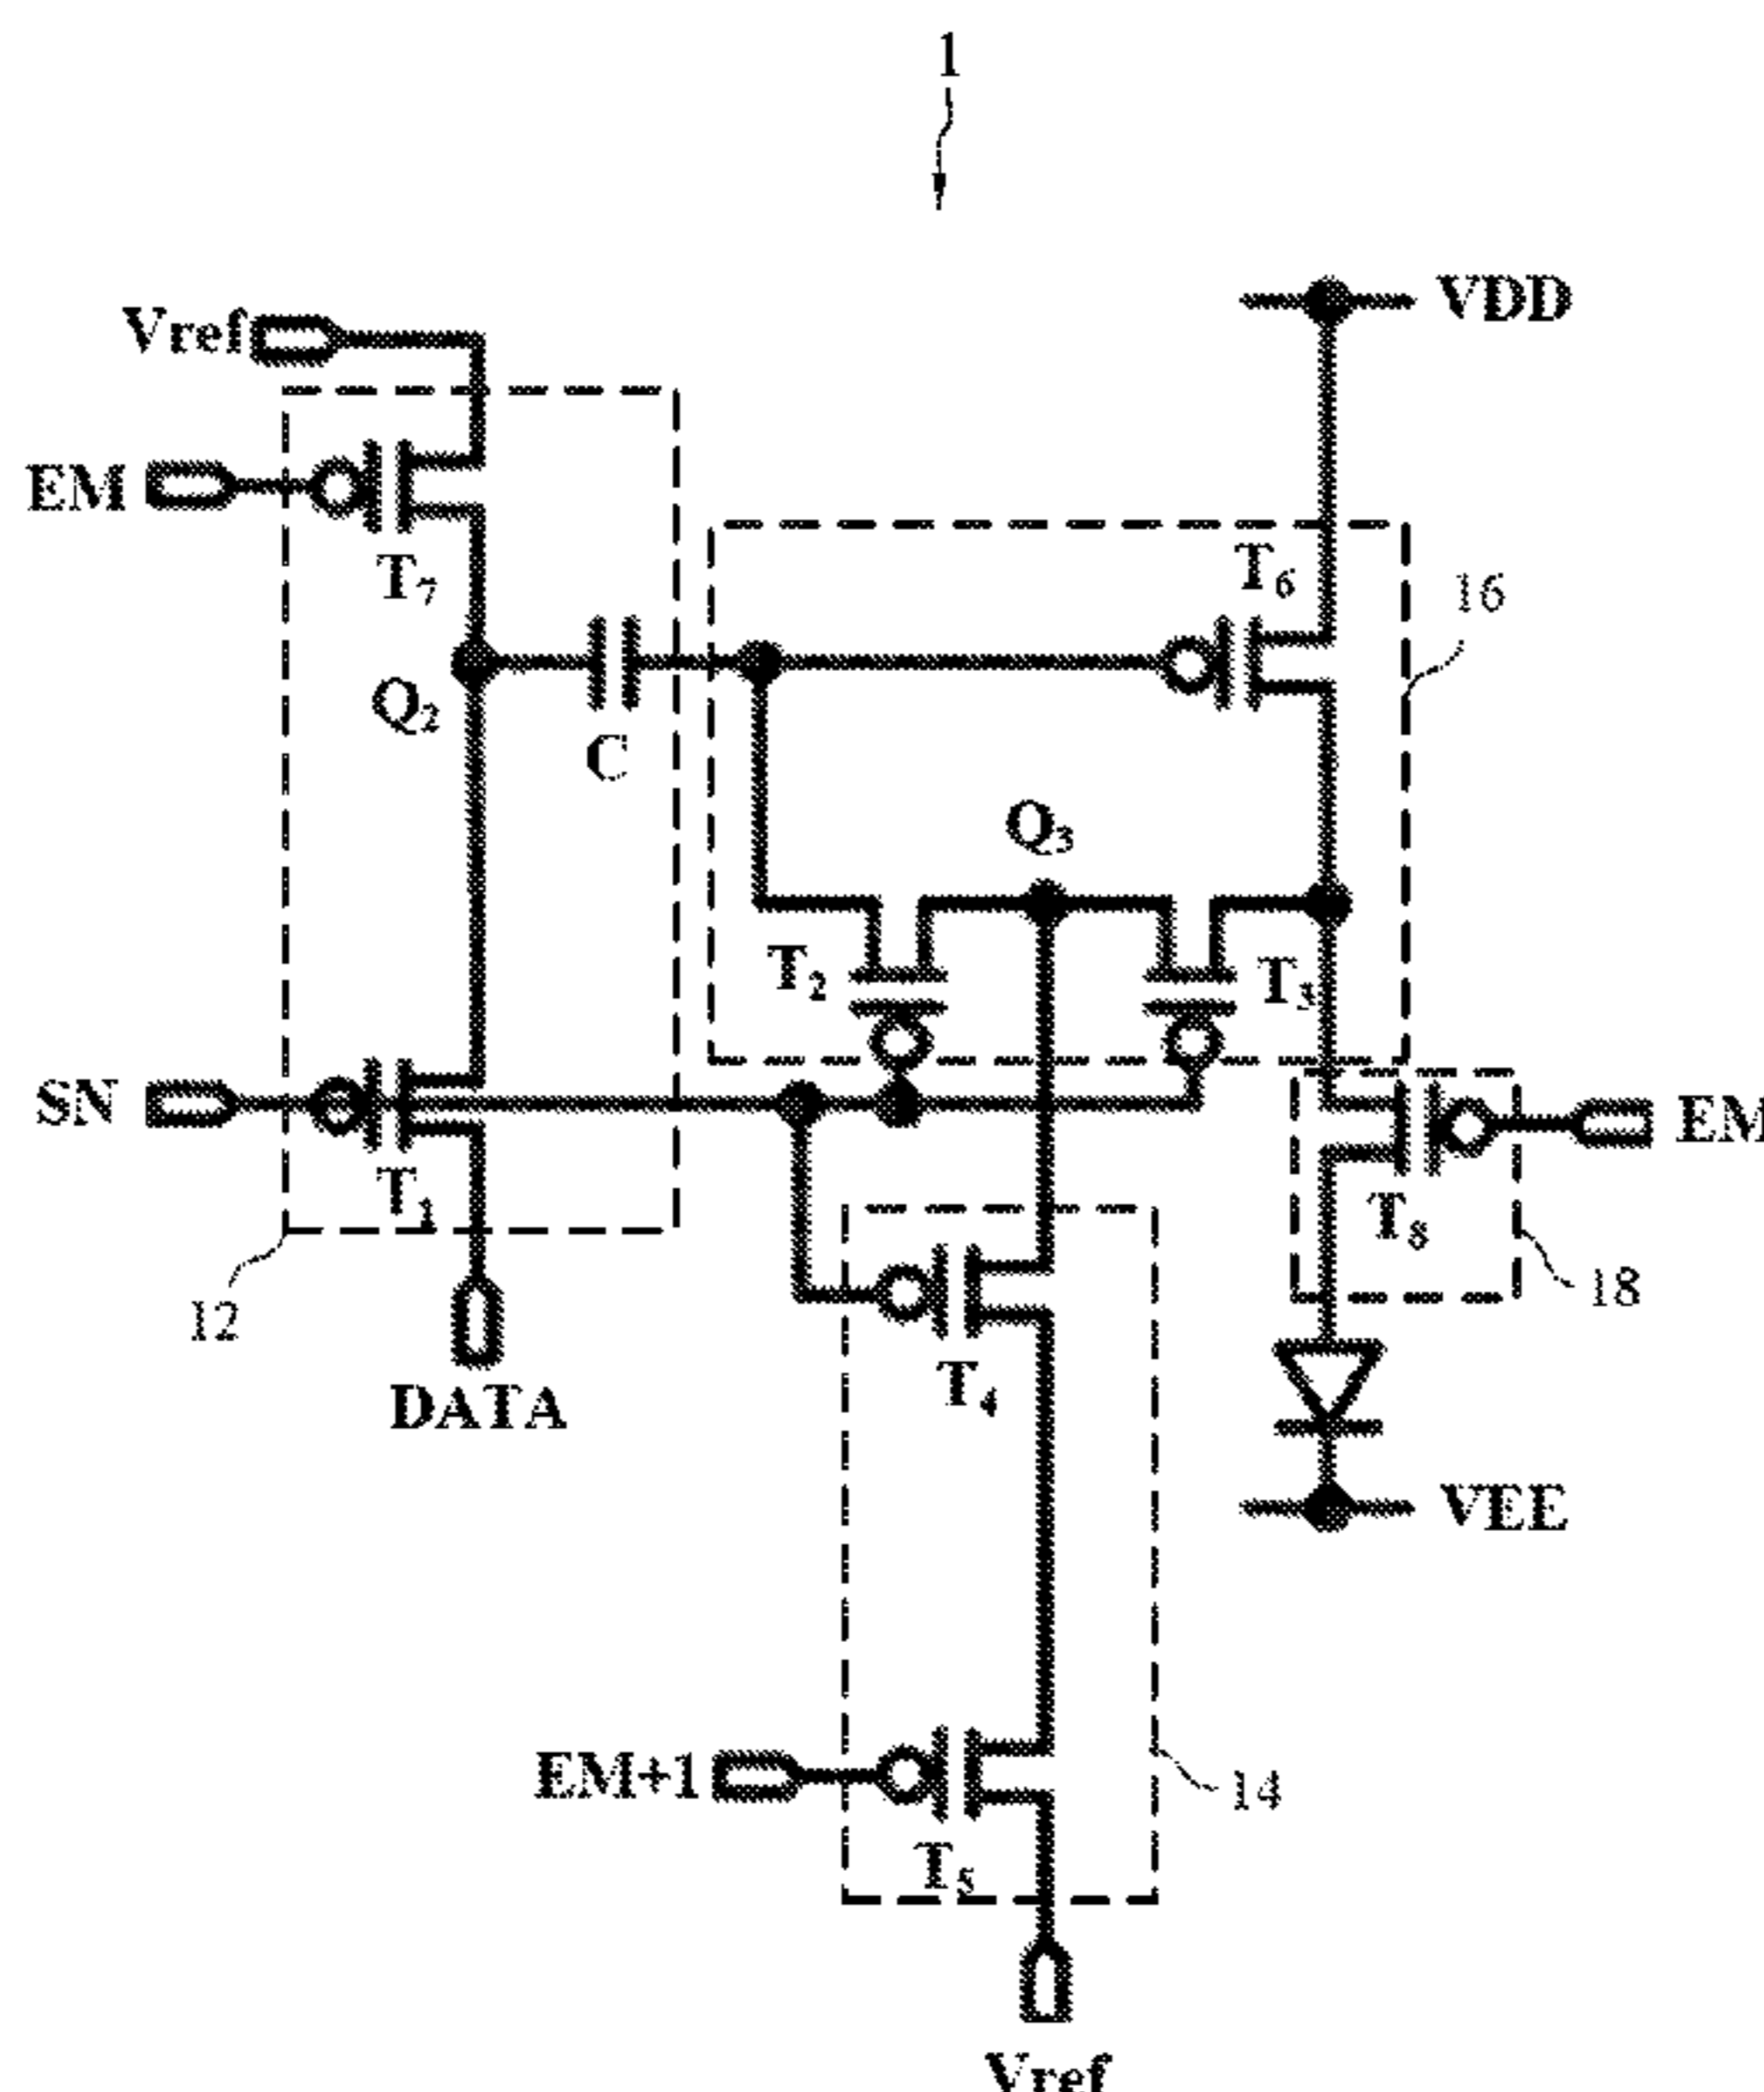 1
Vref
VDD
EM
T6
16
T7
Q2
C
Q3
T2
T3
SN
EM
T1
T8
12
18
DATA
T4
VEE
EM+1
14
T5
Vref